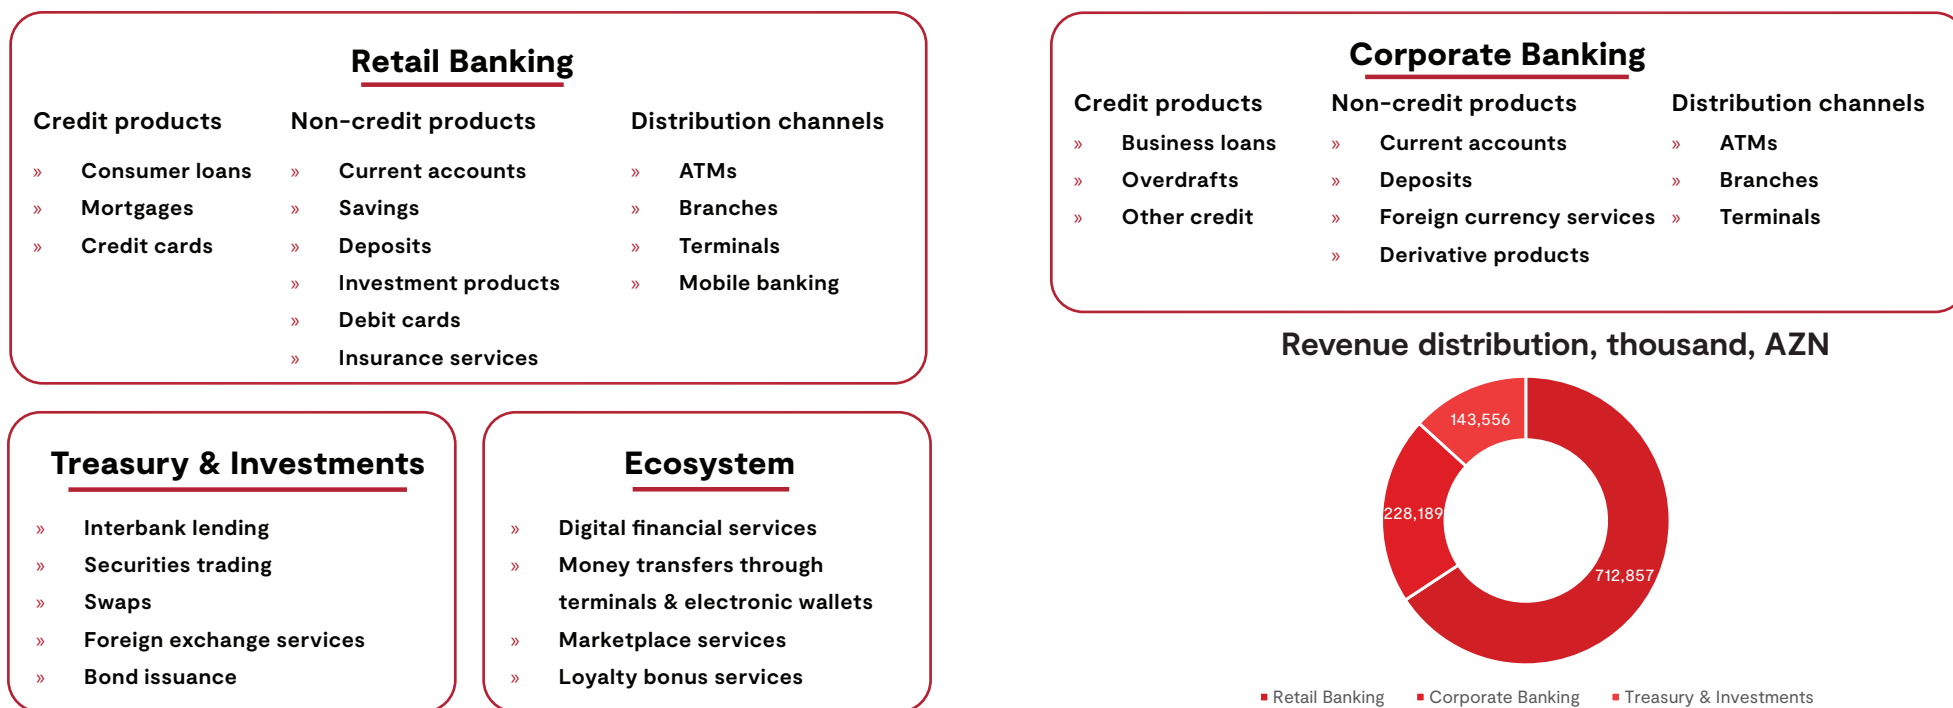 Retail Banking
Credit products
» Consumer loans
» Mortgages
» Credit cards
Non-credit products
» Current accounts
» Savings
» Deposits
» Investment products
» Debit cards
» Insurance services
Distribution channels
» ATMs
» Branches
» Terminals
» Mobile banking
Corporate Banking
Credit products
» Business loans
» Overdrafts
» Other credit
Non-credit products
» Current accounts
» Deposits
» Foreign currency services
» Derivative products
Distribution channels
» ATMs
» Branches
» Terminals
Treasury & Investments
» Interbank lending
» Securities trading
» Swaps
» Foreign exchange services
» Bond issuance
Ecosystem
» Digital financial services
» Money transfers through
terminals & electronic wallets
» Marketplace services
» Loyalty bonus services
Revenue distribution, thousand, AZN
143,556
228,189
712,857
Retail Banking
Corporate Banking
Treasury & Investments